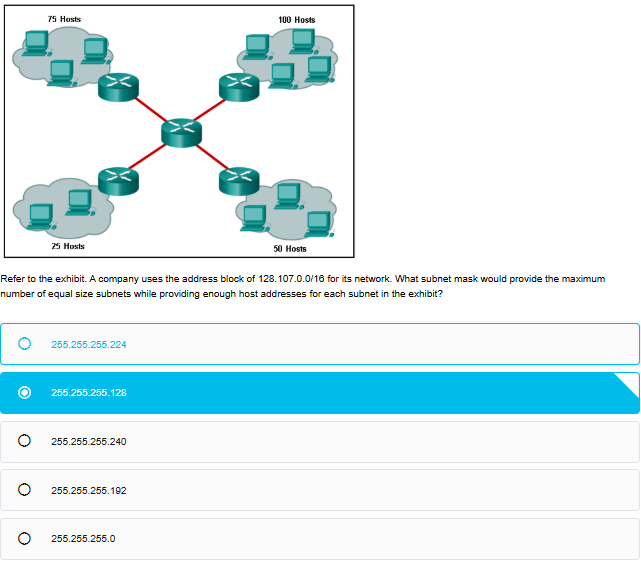 75 Hosts
100 Hosts
25 Hosts
50 Hosts
Refer to the exhibit. A company uses the address block of 128.107.0.0/16 for its network. What subnet mask would provide the maximum
number of equal size subnets while providing enough host addresses for each subnet in the exhibit?
255.255.255.224
255.255.255.128
255.255.255.240
255.255.255.192
255.255.255.0